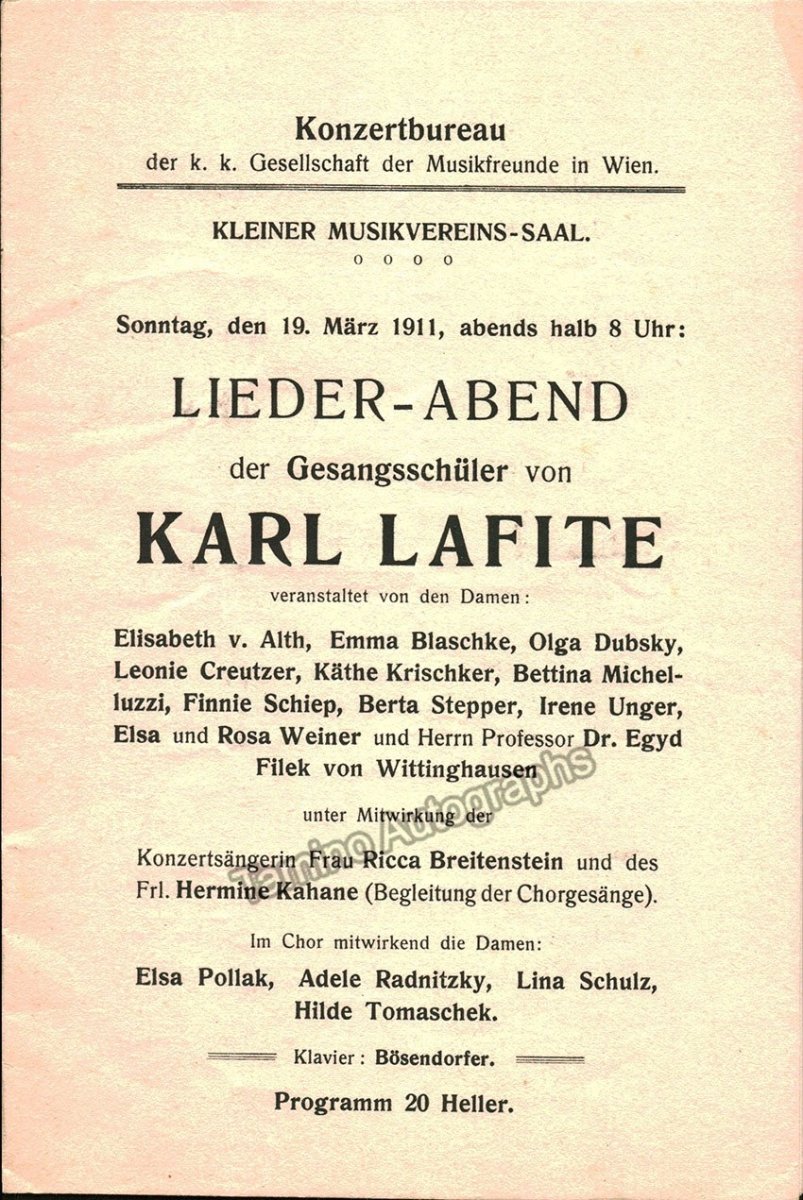 Konzertbureau
der k. k. Gesellschaft der Musikfreunde in Wien.
KLEINER MUSIKVEREINS-SAAL.
o o o o
Sonntag, den 19. März 1911, abends halb 8 Uhr:
LIEDER-ABEND
der Gesangsschüler von
KARL LAFITE
veranstaltet von den Damen:
Elisabeth v. Alth, Emma Blaschke, Olga Dubsky,
Leonie Creutzer, Käthe Krischker, Bettina Michel-
luzzi, Finnie Schiep, Berta Stepper, Irene Unger,
Elsa und Rosa Weiner und Herrn Professor Dr. Egyd
Filek von Wittinghausen
unter Mitwirkung der
Konzertsängerin Frau Ricca Breitenstein und des
Frl. Hermine Kahane (Begleitung der Chorgesänge).
Im Chor mitwirkend die Damen:
Elsa Pollak, Adele Radnitzky, Lina Schulz,
Hilde Tomaschek.
Klavier: Bösendorfer.
Programm 20 Heller.
Tamino Autographs